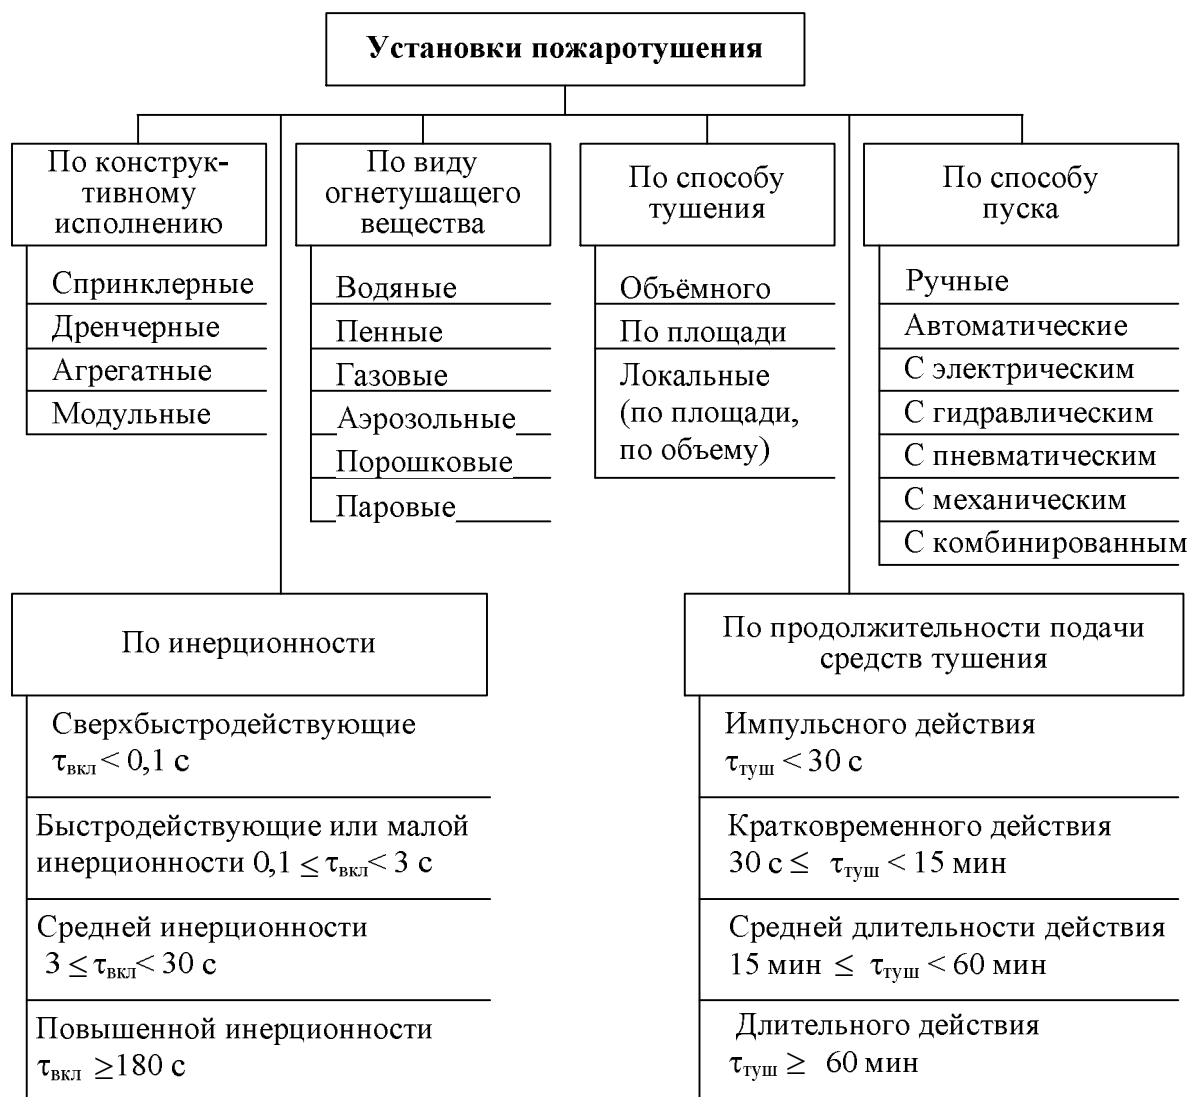 Установки пожаротушения
По конструк-
тивному
исполнению
Спринклерные
Дренчерные
Агрегатные
Модульные
По виду
огнетушащего
вещества
Водяные
Пенные
Газовые
Аэрозольные
Порошковые
Паровые
По способу
тушения
Объёмного
По площади
Локальные
(по площади,
по объему)
По способу
пуска
Ручные
Автоматические
С электрическим
С гидравлическим
С пневматическим
С механическим
С комбинированным
По инерционности
Сверхбыстродействующие
τвкл < 0,1 с
Быстродействующие или малой
инерционности 0,1 ≤ τвкл< 3 с
Средней инерционности
3 ≤ τвкл< 30 с
Повышенной инерционности
τвкл ≥180 с
По продолжительности подачи
средств тушения
Импульсного действия
τтуш < 30 с
Кратковременного действия
30 с ≤ τтуш < 15 мин
Средней длительности действия
15 мин ≤ τтуш < 60 мин
Длительного действия
τтуш ≥ 60 мин